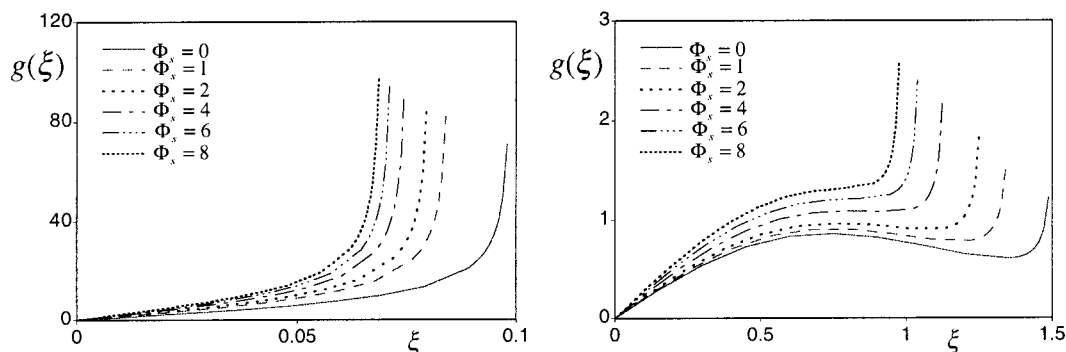 120
g(ξ)
80
40
0
Φₛ = 0
Φₛ = 1
Φₛ = 2
Φₛ = 4
Φₛ = 6
Φₛ = 8
0
0.05
ξ
0.1
3
g(ξ)
2
1
0
Φₛ = 0
Φₛ = 1
Φₛ = 2
Φₛ = 4
Φₛ = 6
Φₛ = 8
0
0.5
1
ξ
1.5